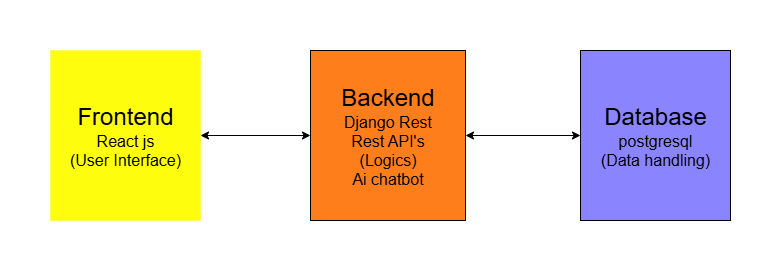 Frontend
React js
(User Interface)
Backend
Django Rest
Rest API's
(Logics)
Ai chatbot
Database
postgresql
(Data handling)